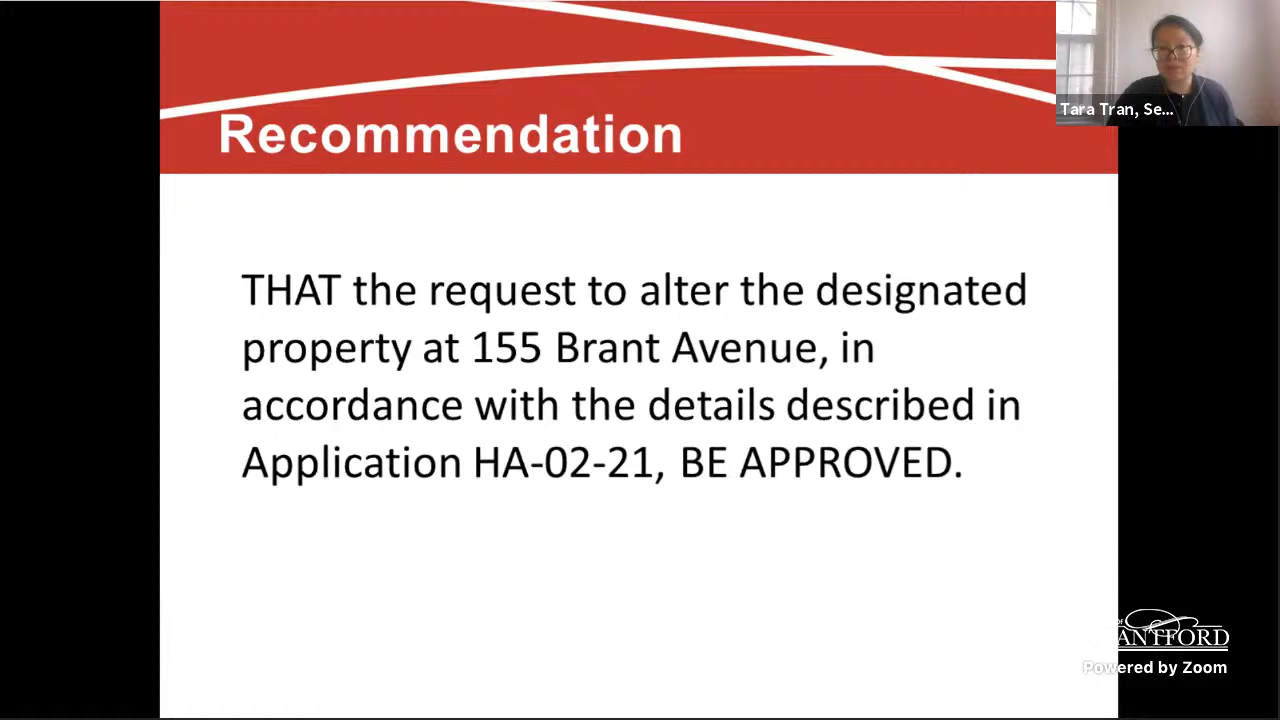 Recommendation
Tara Tran, Se...
THAT the request to alter the designated
property at 155 Brant Avenue, in
accordance with the details described in
Application HA-02-21, BE APPROVED.
ANTFORD
Powered by Zoom